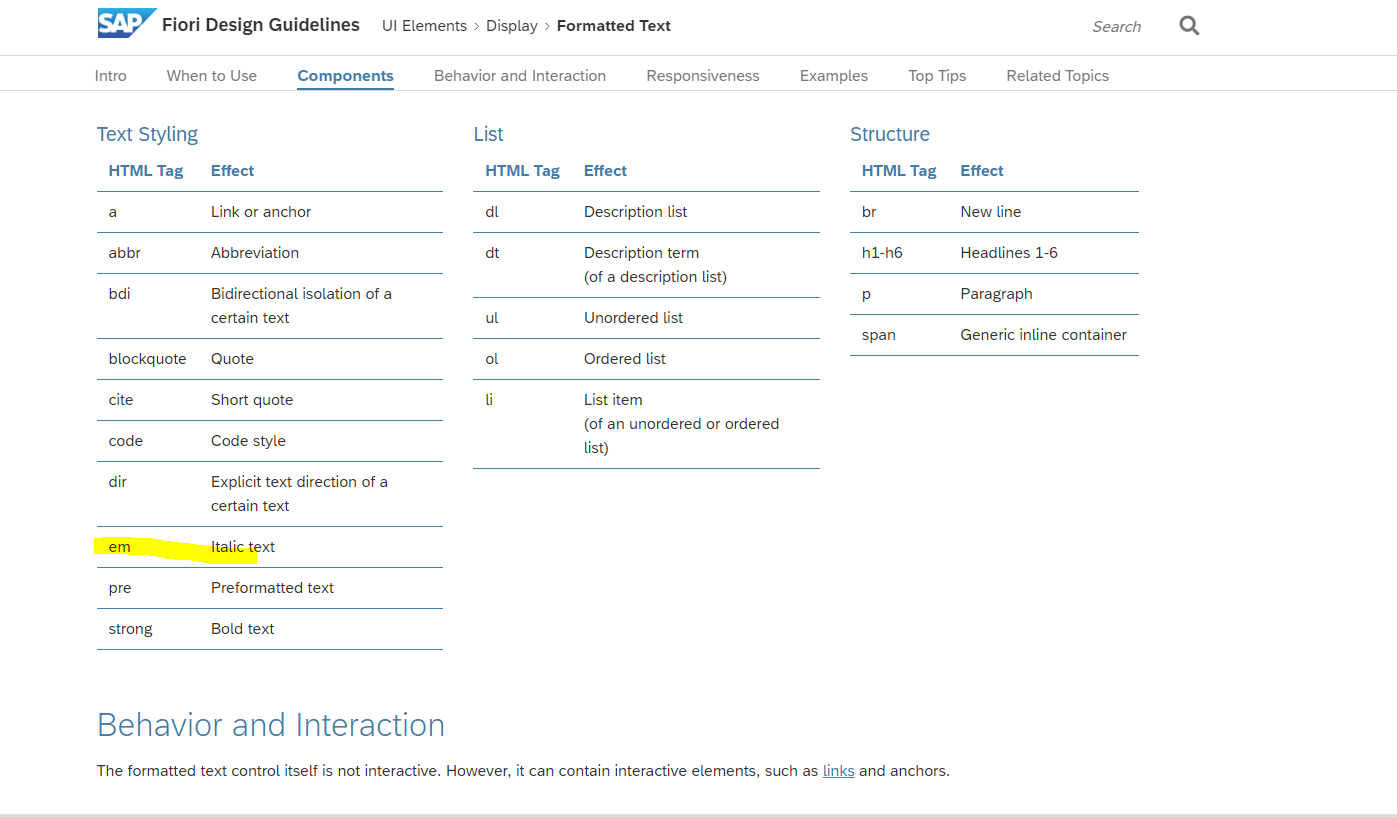 SAP Fiori Design Guidelines UI Elements > Display > Formatted Text Search
Intro When to Use Components Behavior and Interaction Responsiveness Examples Top Tips Related Topics
Text Styling
HTML Tag Effect
a Link or anchor
abbr Abbreviation
bdi Bidirectional isolation of a
certain text
blockquote Quote
cite Short quote
code Code style
dir Explicit text direction of a
certain text
em Italic text
pre Preformatted text
strong Bold text
List
HTML Tag Effect
dl Description list
dt Description term
(of a description list)
ul Unordered list
ol Ordered list
li List item
(of an unordered or ordered
list)
Structure
HTML Tag Effect
br New line
h1-h6 Headlines 1-6
p Paragraph
span Generic inline container
Behavior and Interaction
The formatted text control itself is not interactive. However, it can contain interactive elements, such as links and anchors.